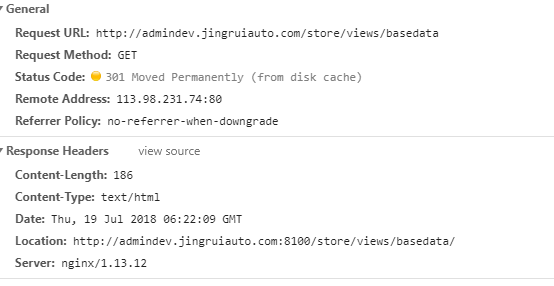 General
Request URL: http://admindev.jingruiauto.com/store/views/basedata
Request Method: GET
Status Code: 301 Moved Permanently (from disk cache)
Remote Address: 113.98.231.74:80
Referrer Policy: no-referrer-when-downgrade
Response Headers view source
Content-Length: 186
Content-Type: text/html
Date: Thu, 19 Jul 2018 06:22:09 GMT
Location: http://admindev.jingruiauto.com:8100/store/views/basedata/
Server: nginx/1.13.12